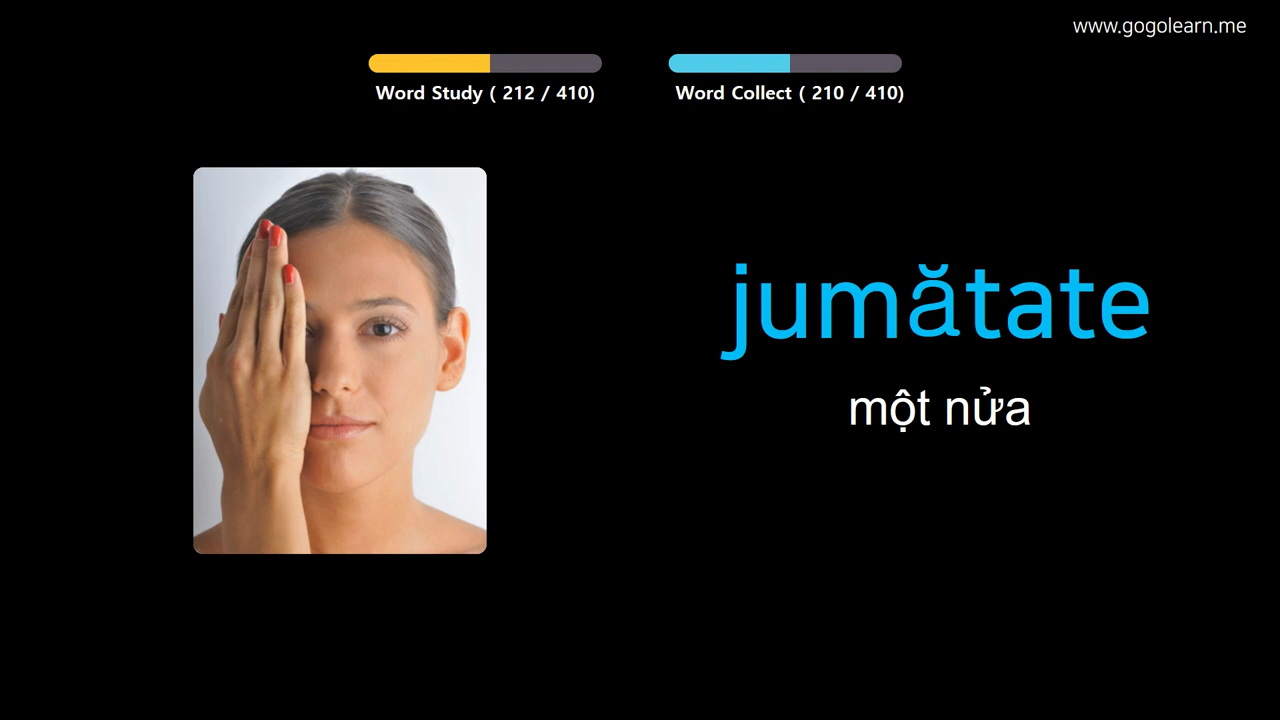 www.gogolearn.me
Word Study ( 212 / 410)
Word Collect ( 210 / 410)
jumătate
một nửa